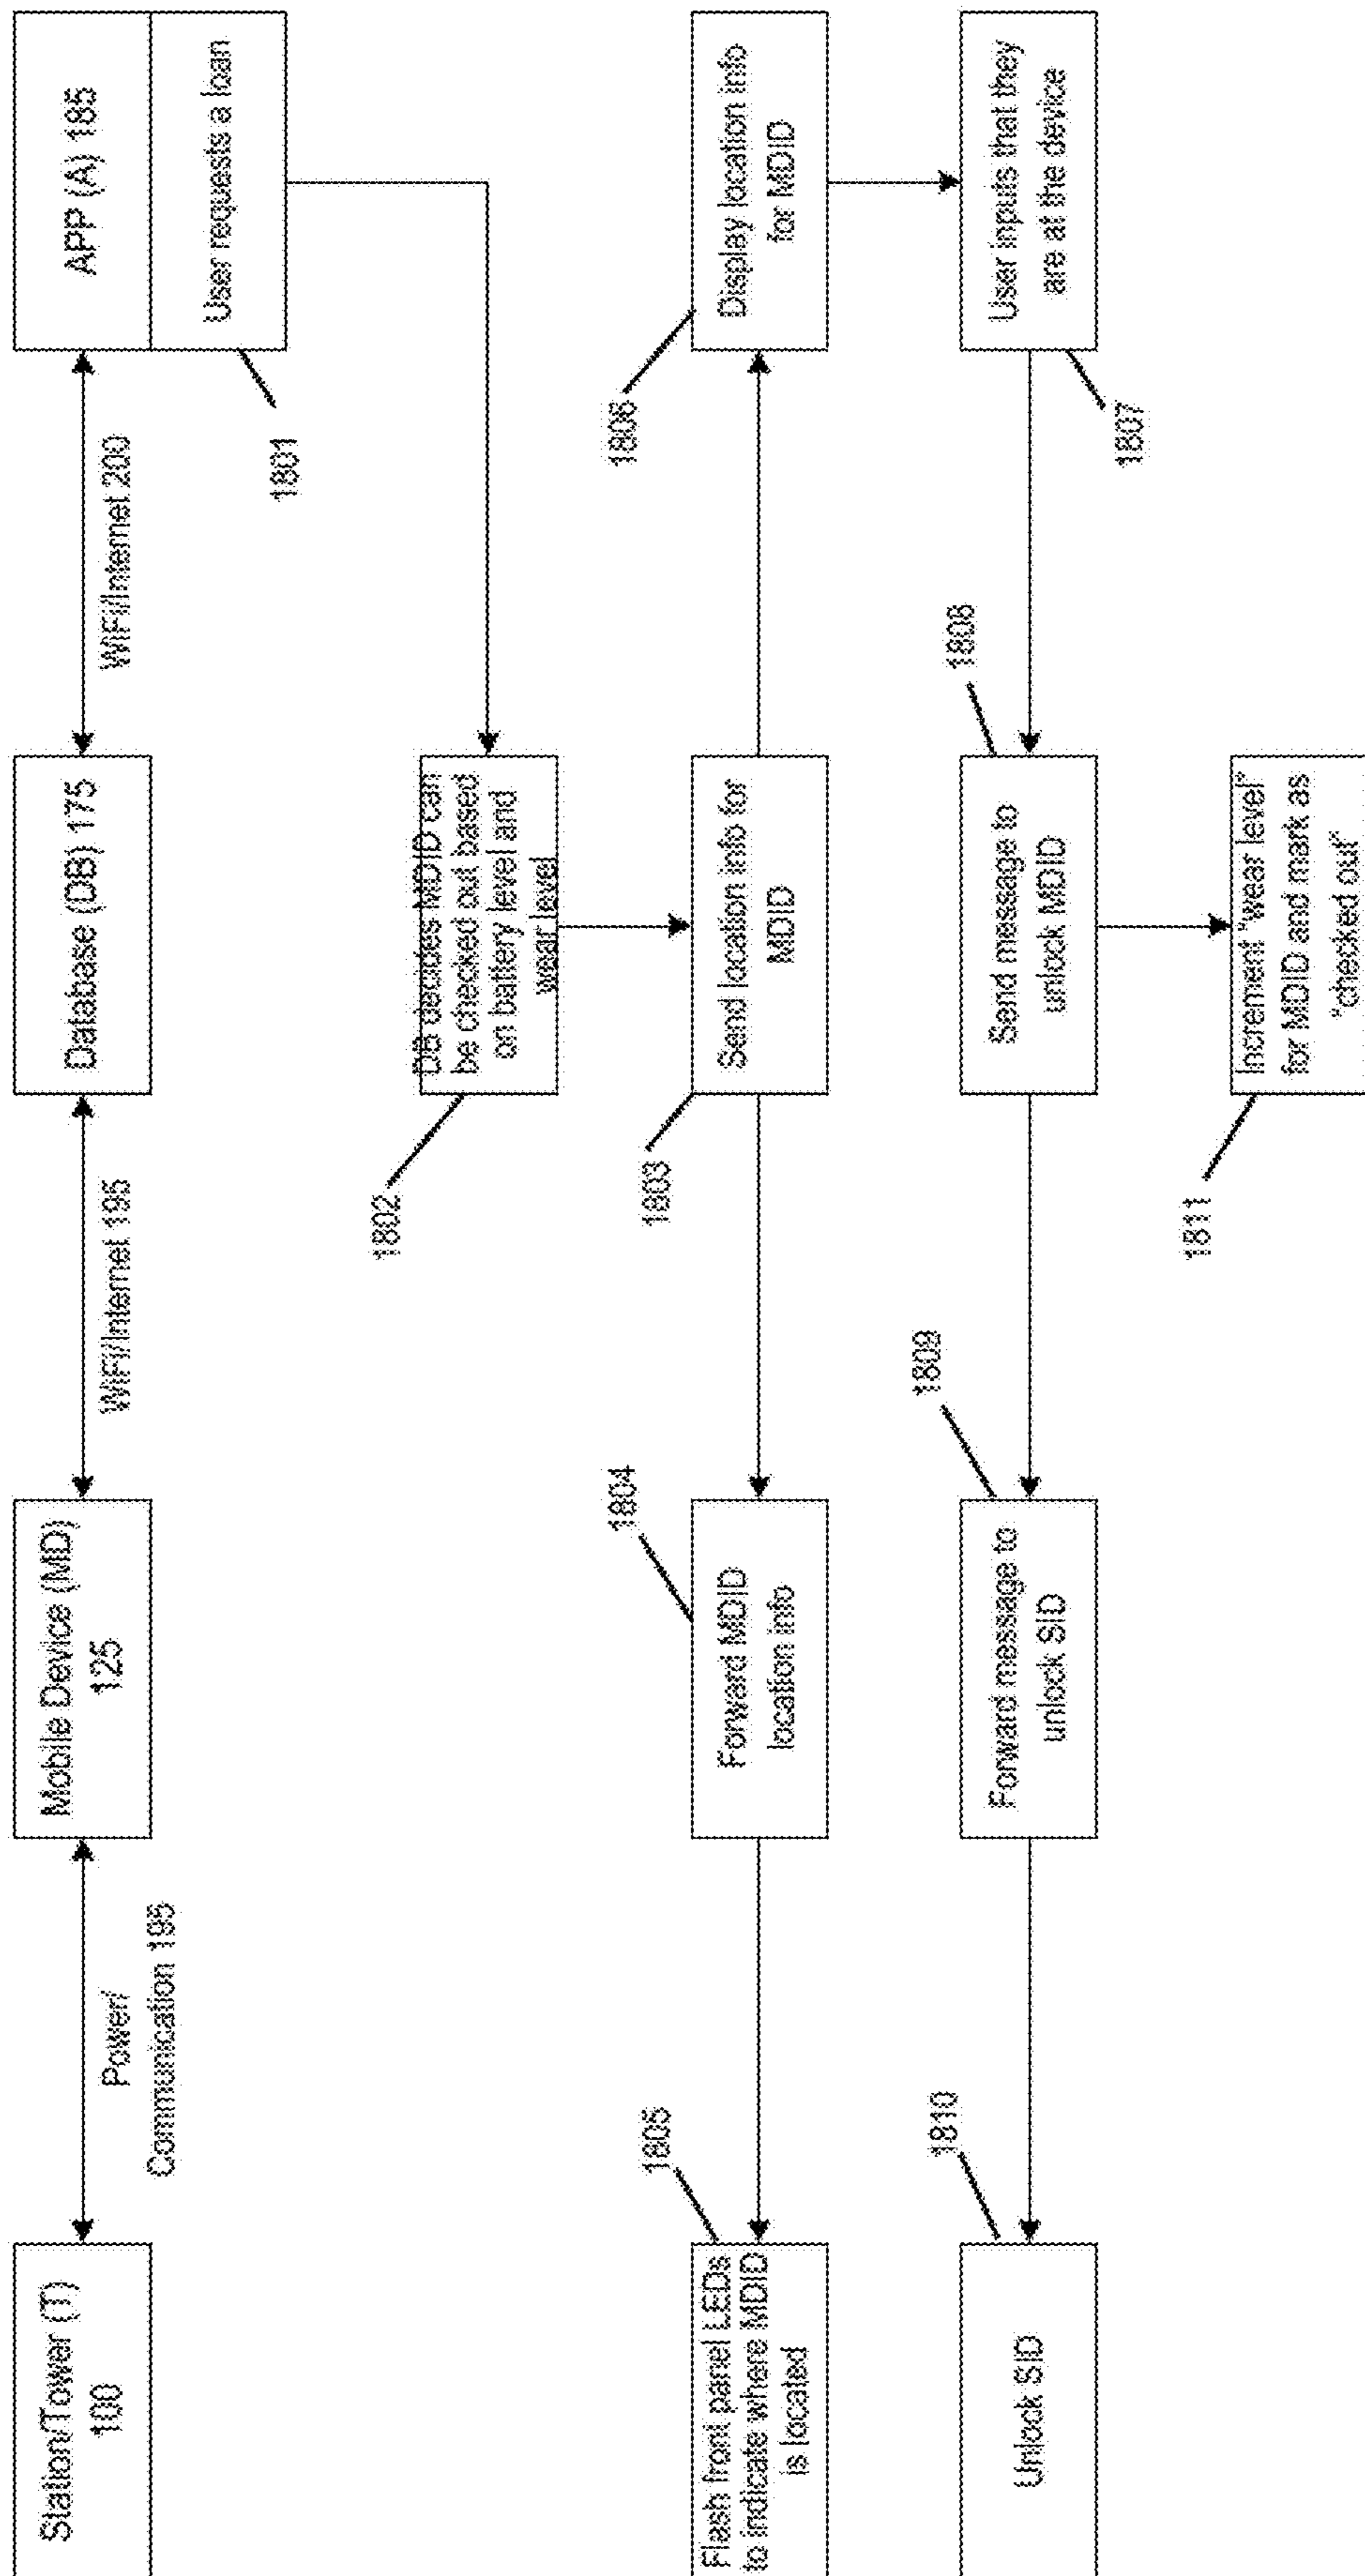 Station/Tower (T)
100
Power/
Communication 195
Mobile Device (MD)
125
WiFi/Internet 195
Database (DB) 175
WiFi/Internet 200
APP (A) 185
User requests a loan
1801
1802
DB decides MDID can
be checked out based
on battery level and
wear level
1805
Flash front panel LEDs
to indicate where MDID
is located
1804
Forward MDID
location info
1803
Send location info for
MDID
1806
Display location info
for MDID
1810
Unlock SID
1809
Forward message to
unlock SID
1808
Send message to
unlock MDID
User inputs that they
are at the device
1807
1811
Increment "wear level"
for MDID and mark as
"checked out"